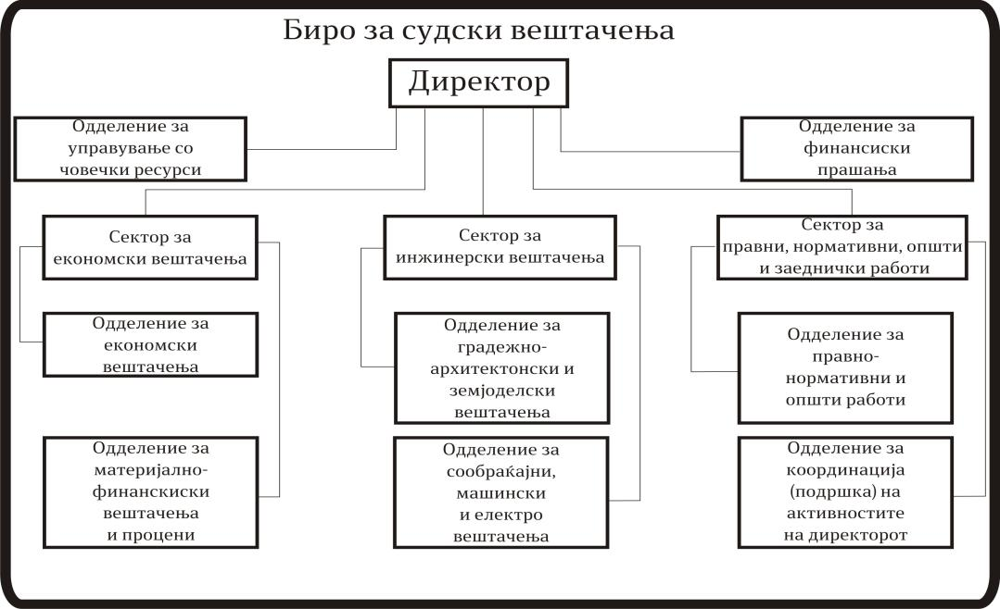 Биро за судски вештачења
Директор
Одделение за
управување со
човечки ресурси
Одделение за
финансиски
прашања
Сектор за
економски вештачења
Сектор за
инжинерски вештачења
Сектор за
правни, нормативни, општи
и заеднички работи
Одделение за
економски
вештачења
Одделение за
градежно-
архитектонски и
земјоделски
вештачења
Одделение за
правно-
нормативни и
општи работи
Одделение за
материјално-
финанскиски
вештачења
и процени
Одделение за
сообраќајни,
машински
и електро
вештачења
Одделение за
координација
(подршка) на
активностите
на директорот